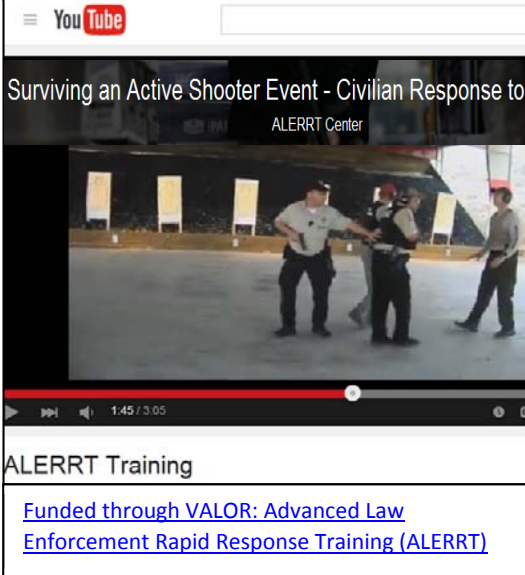 YouTube
Surviving an Active Shooter Event - Civilian Response to
ALERRT Center
1:45 / 3:05
ALERRT Training
Funded through VALOR: Advanced Law
Enforcement Rapid Response Training (ALERRT)